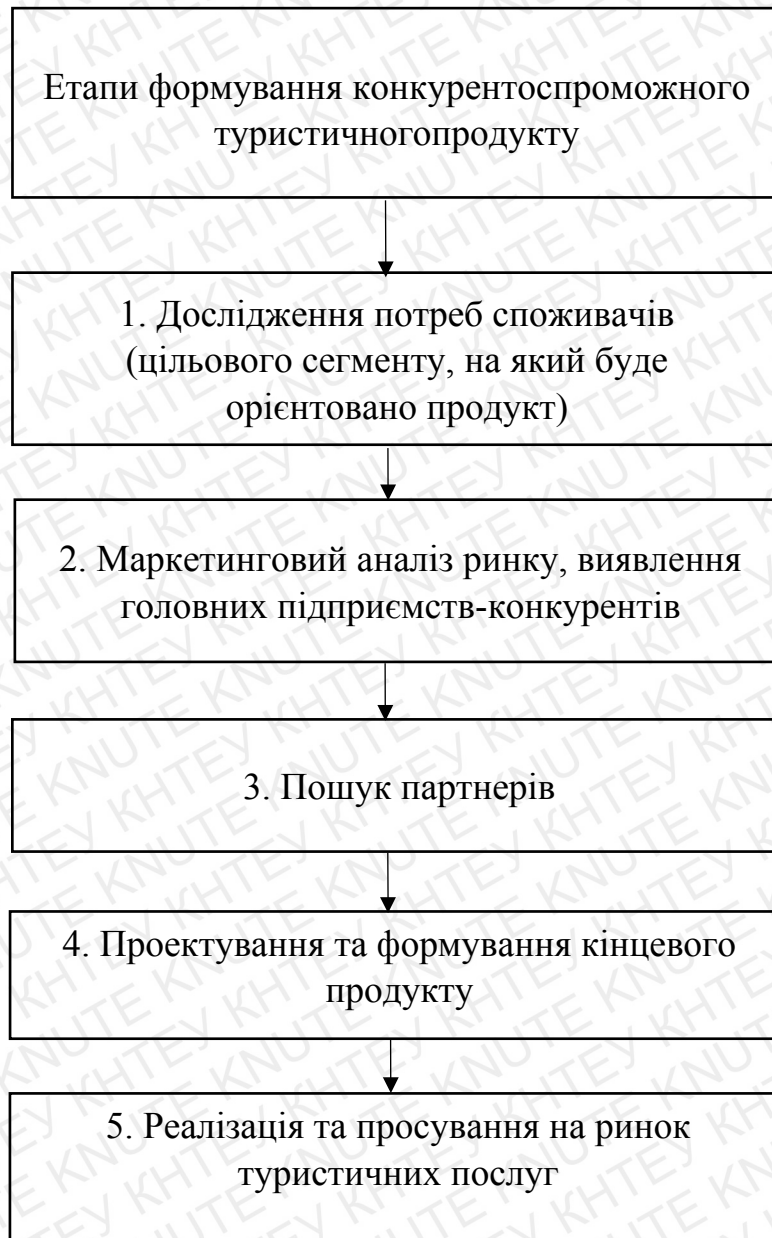 Етапи формування конкурентоспроможного
туристичногопродукту
1. Дослідження потреб споживачів
(цільового сегменту, на який буде
орієнтовано продукт)
2. Маркетинговий аналіз ринку, виявлення
головних підприємств-конкурентів
3. Пошук партнерів
4. Проектування та формування кінцевого
продукту
5. Реалізація та просування на ринок
туристичних послуг